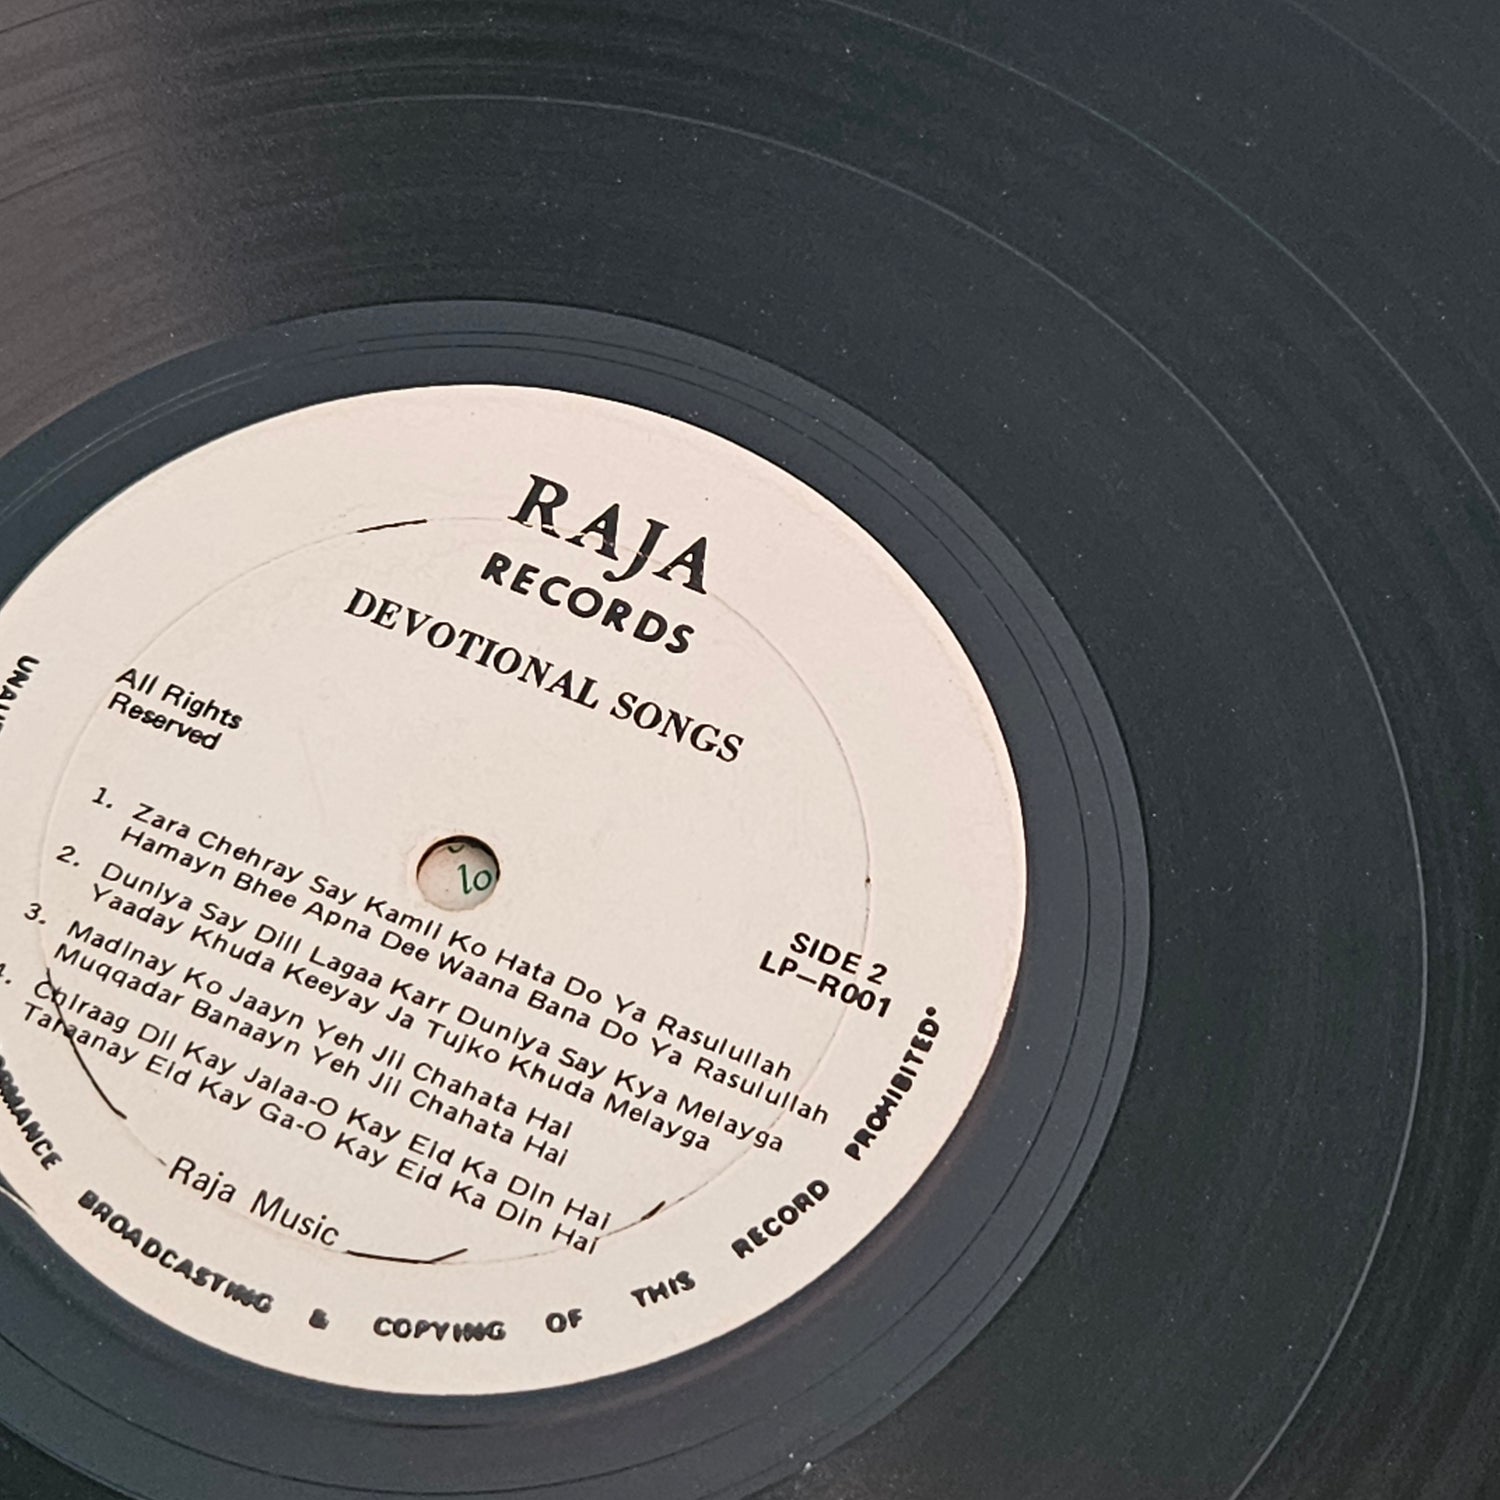 RAJA
RECORDS
DEVOTIONAL SONGS
All Rights
Reserved
1. Zara Chehray Say Kamli Ko Hata Do Ya Rasulullah
Hamayn Bhee Apna Dee Waana Bana Do Ya Rasulullah
2. Duniya Say Dill Lagaa Karr Duniya Say Kya Melayga
Yaaday Khuda Keeyay Ja Tujko Khuda Melayga
3. Madinay Ko Jaayn Yeh Jii Chahata Hai
Muqqadar Banaayn Yeh Jii Chahata Hai
4. Chiraag Dil Kay Jalaa-O Kay Eid Ka Din Hai
Taraanay Eid Kay Ga-O Kay Eid Ka Din Hai
SIDE 2
LP-R001
Raja Music
BROADCASTING & COPYING OF THIS RECORD PROHIBITED
lo